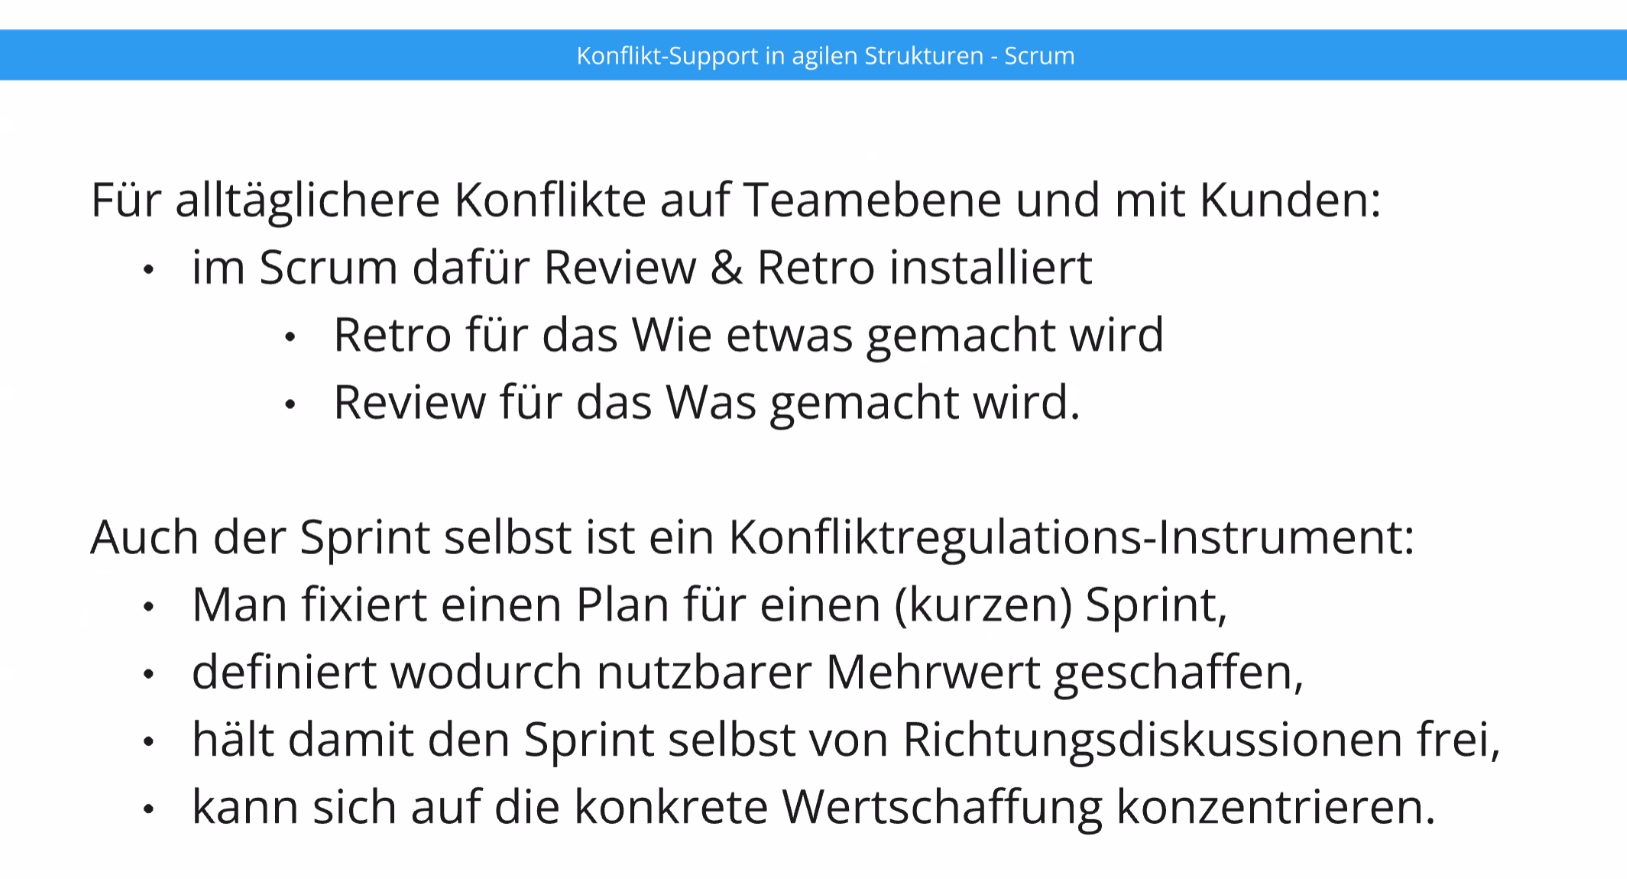 Konflikt-Support in agilen Strukturen - Scrum
Für alltäglichere Konflikte auf Teamebene und mit Kunden:
• im Scrum dafür Review & Retro installiert
• Retro für das Wie etwas gemacht wird
• Review für das Was gemacht wird.
Auch der Sprint selbst ist ein Konfliktregulations-Instrument:
• Man fixiert einen Plan für einen (kurzen) Sprint,
• definiert wodurch nutzbarer Mehrwert geschaffen,
• hält damit den Sprint selbst von Richtungsdiskussionen frei,
• kann sich auf die konkrete Wertschaffung konzentrieren.